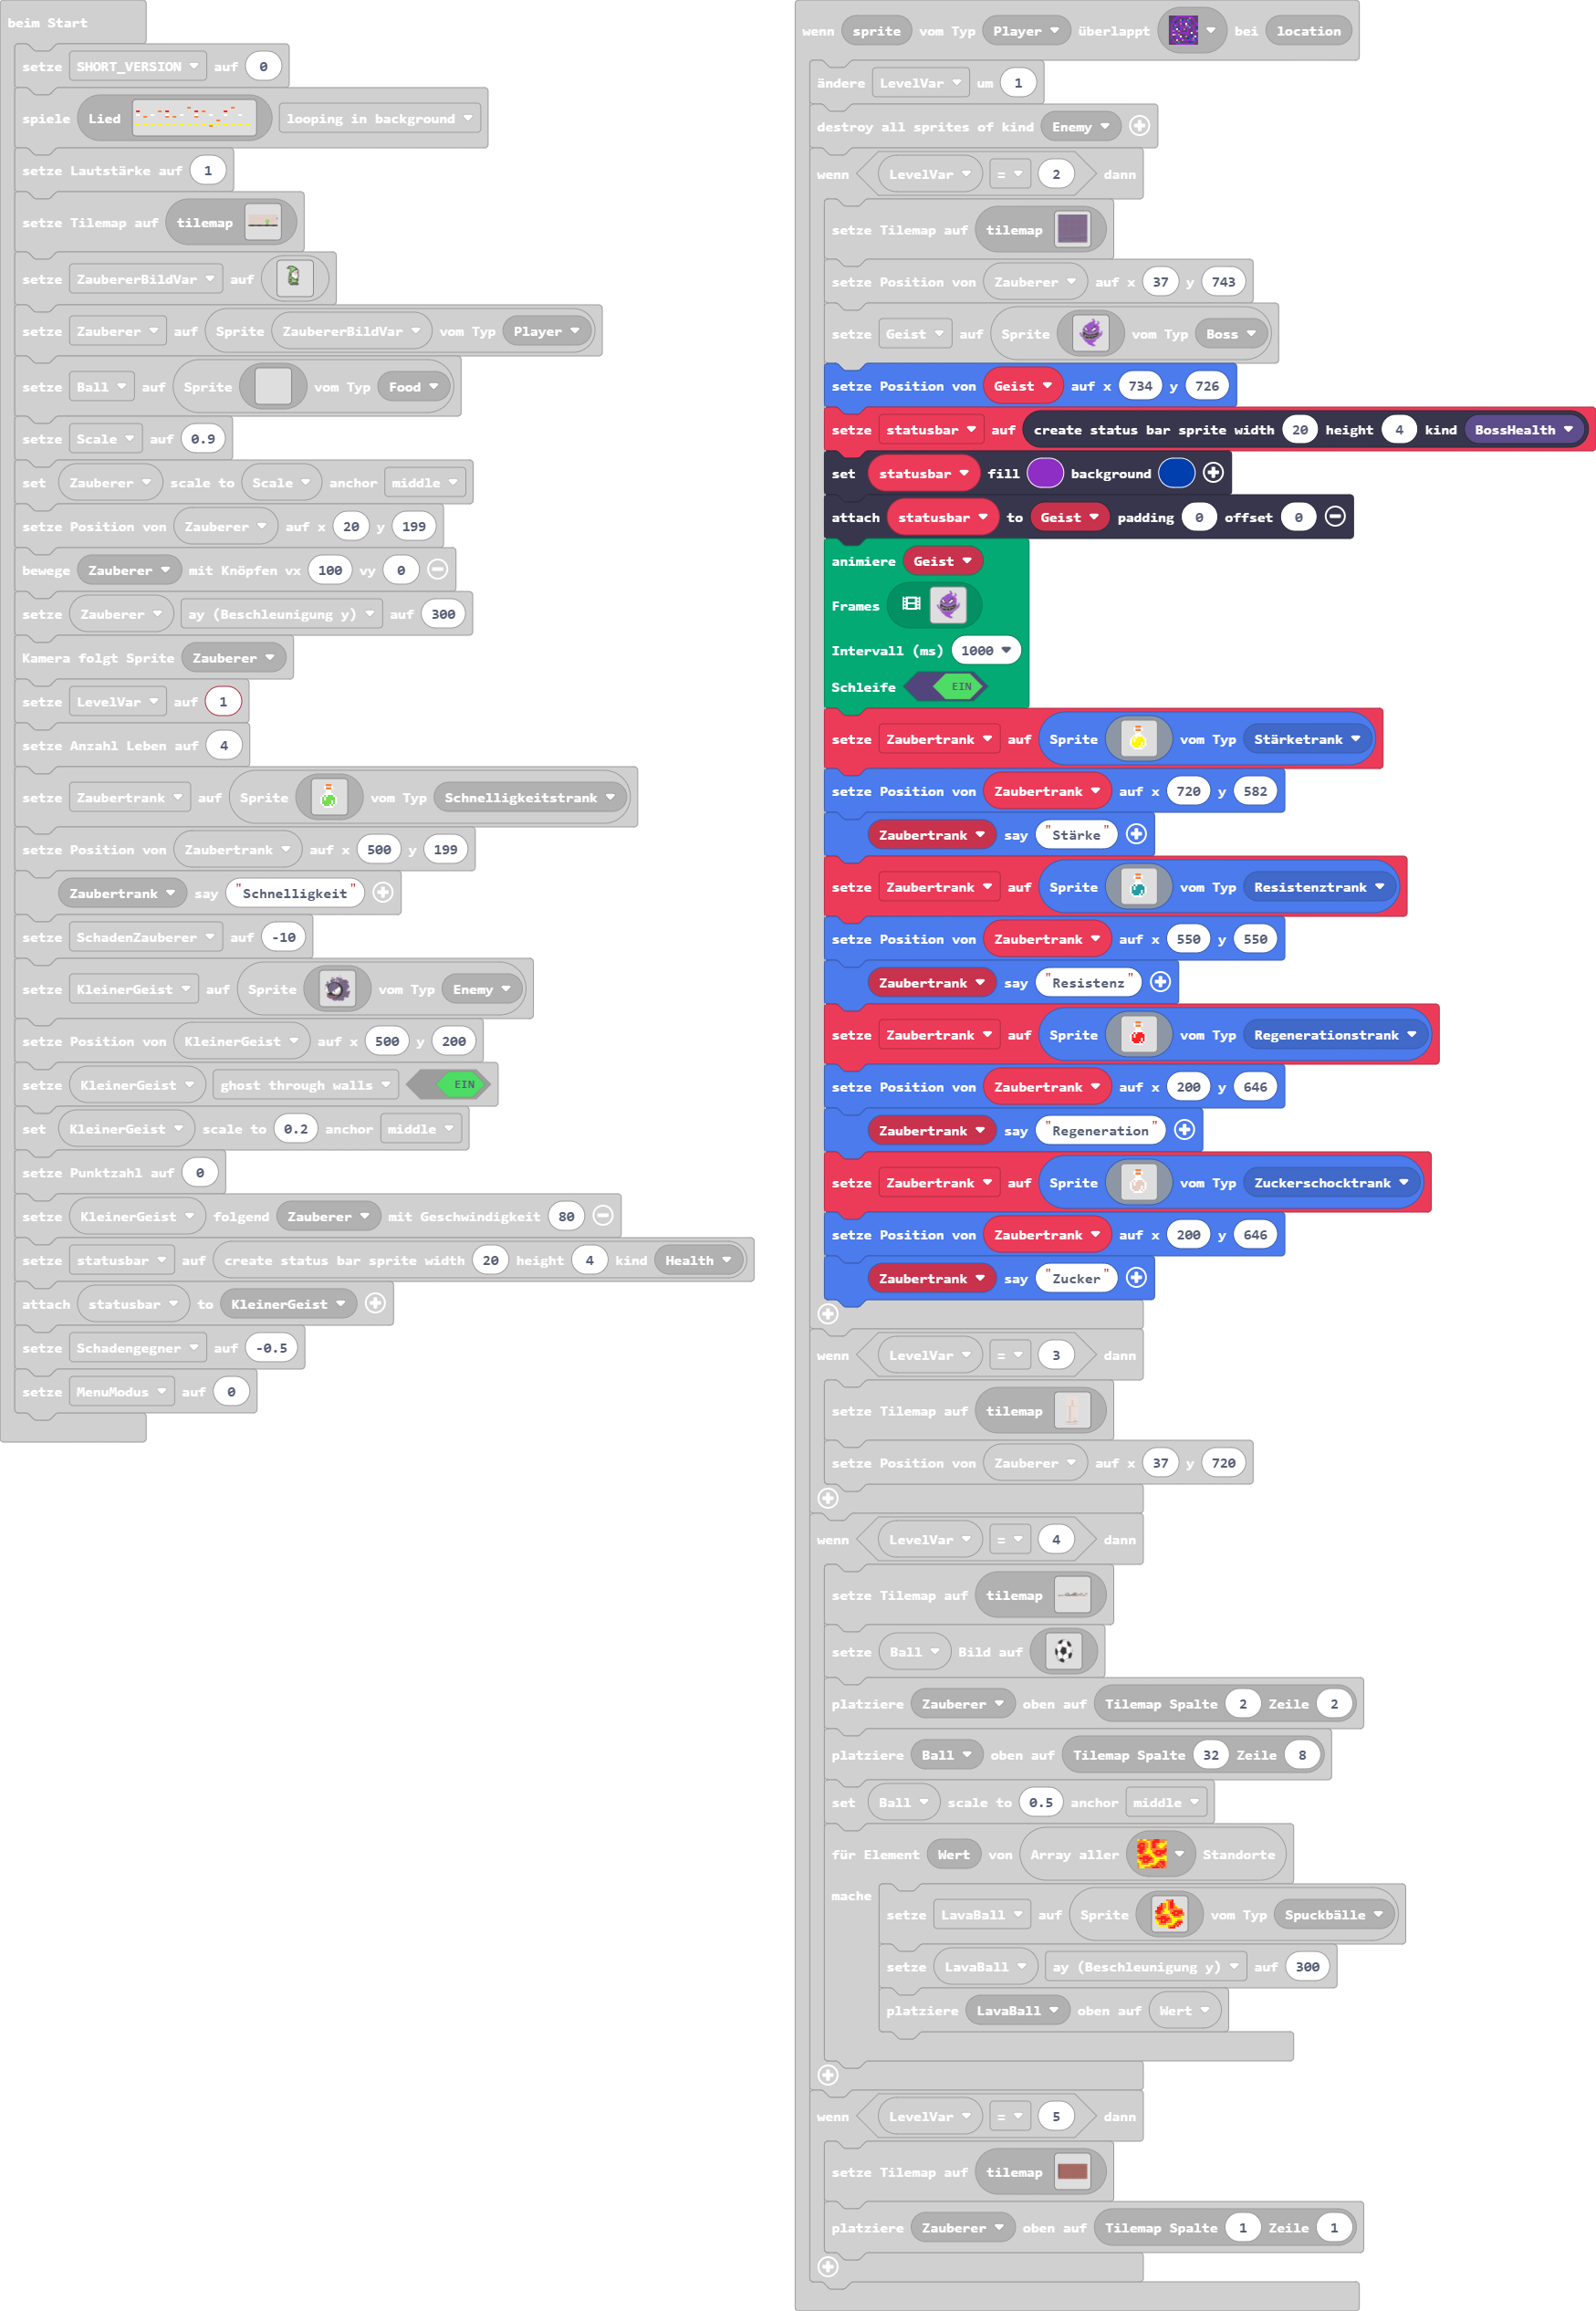 beim Start
setze SHORT_VERSION auf 0
spiele Lied looping in background
setze Lautstärke auf 1
setze Tilemap auf tilemap
setze ZaubererBildVar auf
setze Zauberer auf Sprite ZaubererBildVar vom Typ Player
setze Ball auf Sprite vom Typ Food
setze Scale auf 0.9
set Zauberer scale to Scale anchor middle
setze Position von Zauberer auf x 20 y 199
bewege Zauberer mit Knöpfen vx 100 vy 0
setze Zauberer ay (Beschleunigung y) auf 300
Kamera folgt Sprite Zauberer
setze LevelVar auf 1
setze Anzahl Leben auf 4
setze Zaubertrank auf Sprite vom Typ Schnelligkeitstrank
setze Position von Zaubertrank auf x 500 y 199
Zaubertrank say "Schnelligkeit"
setze SchadenZauberer auf -10
setze KleinerGeist auf Sprite vom Typ Enemy
setze Position von KleinerGeist auf x 500 y 200
setze KleinerGeist ghost through walls EIN
set KleinerGeist scale to 0.2 anchor middle
setze Punktzahl auf 0
setze KleinerGeist folgend Zauberer mit Geschwindigkeit 80
setze statusbar auf create status bar sprite width 20 height 4 kind Health
attach statusbar to KleinerGeist
setze Schadengegner auf -0.5
setze MenuModus auf 0
wenn sprite vom Typ Player überlappt bei location
ändere LevelVar um 1
destroy all sprites of kind Enemy
wenn LevelVar = 2 dann
setze Tilemap auf tilemap
setze Position von Zauberer auf x 37 y 743
setze Geist auf Sprite vom Typ Boss
setze Position von Geist auf x 734 y 726
setze statusbar auf create status bar sprite width 20 height 4 kind BossHealth
set statusbar fill background
attach statusbar to Geist padding 0 offset 0
animiere Geist
Frames
Intervall (ms) 1000
Schleife EIN
setze Zaubertrank auf Sprite vom Typ Stärketrank
setze Position von Zaubertrank auf x 720 y 582
Zaubertrank say "Stärke"
setze Zaubertrank auf Sprite vom Typ Resistenztrank
setze Position von Zaubertrank auf x 550 y 550
Zaubertrank say "Resistenz"
setze Zaubertrank auf Sprite vom Typ Regenerationstrank
setze Position von Zaubertrank auf x 200 y 646
Zaubertrank say "Regeneration"
setze Zaubertrank auf Sprite vom Typ Zuckerschocktrank
setze Position von Zaubertrank auf x 200 y 646
Zaubertrank say "Zucker"
wenn LevelVar = 3 dann
setze Tilemap auf tilemap
setze Position von Zauberer auf x 37 y 720
wenn LevelVar = 4 dann
setze Tilemap auf tilemap
setze Ball Bild auf
platziere Zauberer oben auf Tilemap Spalte 2 Zeile 2
platziere Ball oben auf Tilemap Spalte 32 Zeile 8
set Ball scale to 0.5 anchor middle
für Element Wert von Array aller Standorte
mache
setze LavaBall auf Sprite vom Typ Spuckbälle
setze LavaBall ay (Beschleunigung y) auf 300
platziere LavaBall oben auf Wert
wenn LevelVar = 5 dann
setze Tilemap auf tilemap
platziere Zauberer oben auf Tilemap Spalte 1 Zeile 1